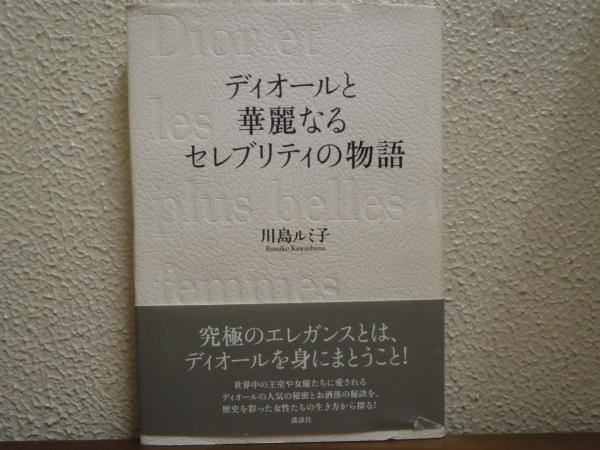 Dior et
les
plus belles
femmes
ディオールと
華麗なる
セレブリティの物語
川島ルミ子
Rumiko Kawashima
究極のエレガンスとは、
ディオールを身にまとうこと!
世界中の王室や女優たちに愛される
ディオールの人気の秘密とお洒落の秘訣を、
歴史を彩った女性たちの生き方から探る!
講談社